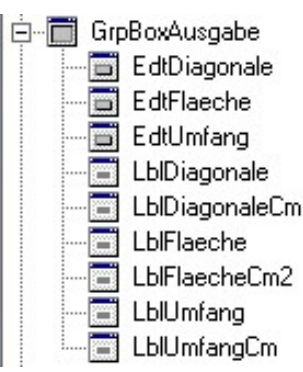 GrpBoxAusgabe
EdtDiagonale
EdtFlaeche
EdtUmfang
LblDiagonale
LblDiagonaleCm
LblFlaeche
LblFlaecheCm2
LblUmfang
LblUmfangCm